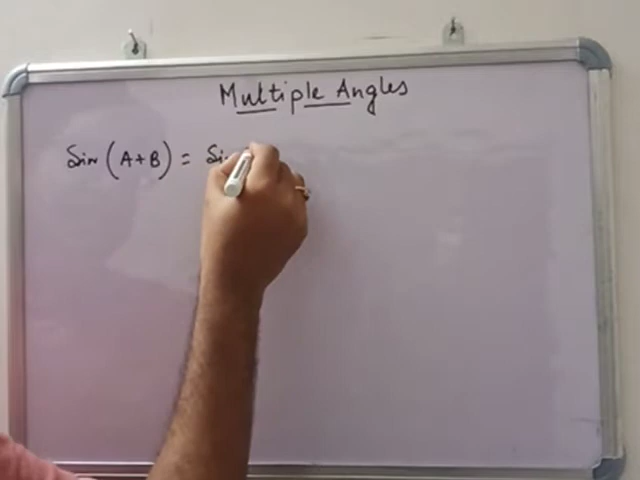 Multiple Angles
Sin (A+B) = Si